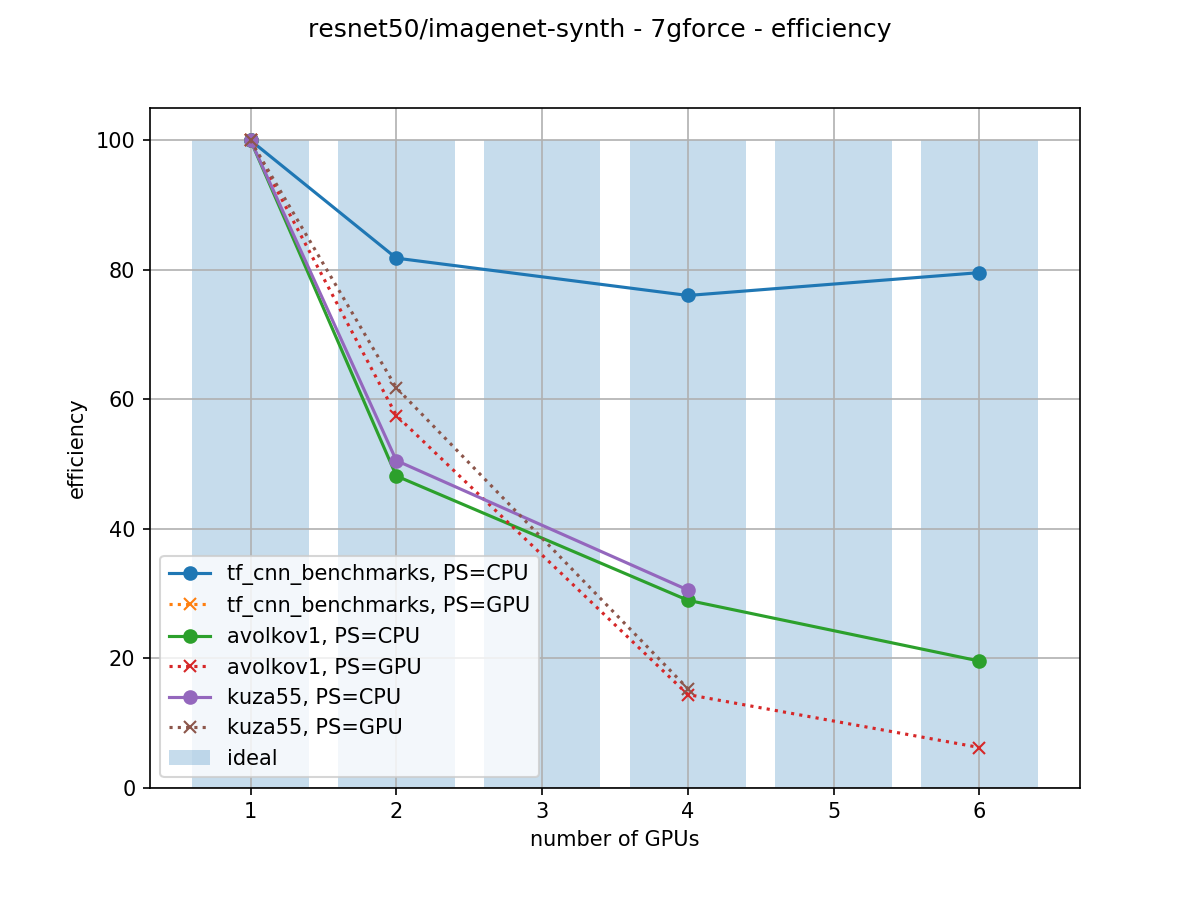 resnet50/imagenet-synth - 7gforce - efficiency
100
80
60
40
20
0
efficiency
tf_cnn_benchmarks, PS=CPU
tf_cnn_benchmarks, PS=GPU
avolkov1, PS=CPU
avolkov1, PS=GPU
kuza55, PS=CPU
kuza55, PS=GPU
ideal
1 2 3 4 5 6
number of GPUs